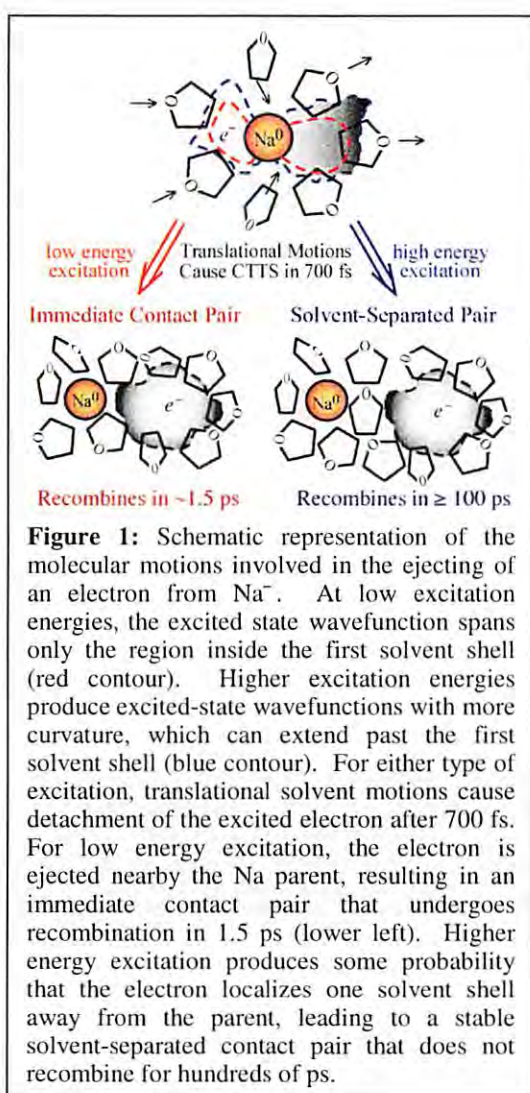 O
O
O
O
e⁻
Na⁰
O
O
O
O
low energy
excitation
Translational Motions
Cause CTTS in 700 fs
high energy
excitation
Immediate Contact Pair
Solvent-Separated Pair
Na⁰
e⁻
Na⁰
e⁻
Recombines in ~1.5 ps
Recombines in ≥ 100 ps
Figure 1: Schematic representation of the
molecular motions involved in the ejecting of
an electron from Na⁻. At low excitation
energies, the excited state wavefunction spans
only the region inside the first solvent shell
(red contour). Higher excitation energies
produce excited-state wavefunctions with more
curvature, which can extend past the first
solvent shell (blue contour). For either type of
excitation, translational solvent motions cause
detachment of the excited electron after 700 fs.
For low energy excitation, the electron is
ejected nearby the Na parent, resulting in an
immediate contact pair that undergoes
recombination in 1.5 ps (lower left). Higher
energy excitation produces some probability
that the electron localizes one solvent shell
away from the parent, leading to a stable
solvent-separated contact pair that does not
recombine for hundreds of ps.